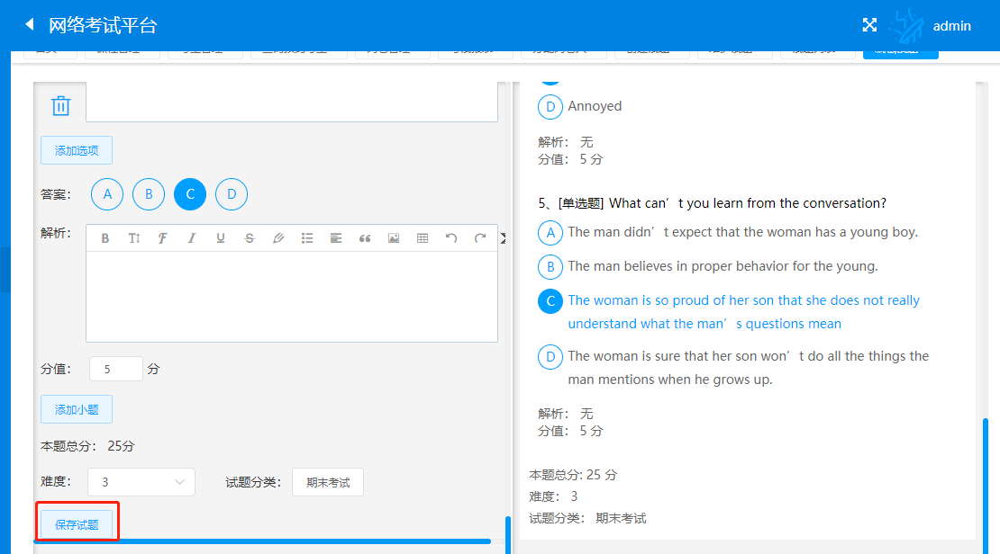 网络考试平台
admin
添加选项
答案：
A
B
C
D
解析：
分值：
5
分
添加小题
本题总分： 25分
难度：
3
试题分类：
期末考试
保存试题
D Annoyed
解析： 无
分值： 5 分
5、[单选题] What can’t you learn from the conversation?
A The man didn’t expect that the woman has a young boy.
B The man believes in proper behavior for the young.
C The woman is so proud of her son that she does not really
understand what the man’s questions mean
D The woman is sure that her son won’t do all the things the
man mentions when he grows up.
解析： 无
分值： 5 分
本题总分: 25 分
难度： 3
试题分类： 期末考试